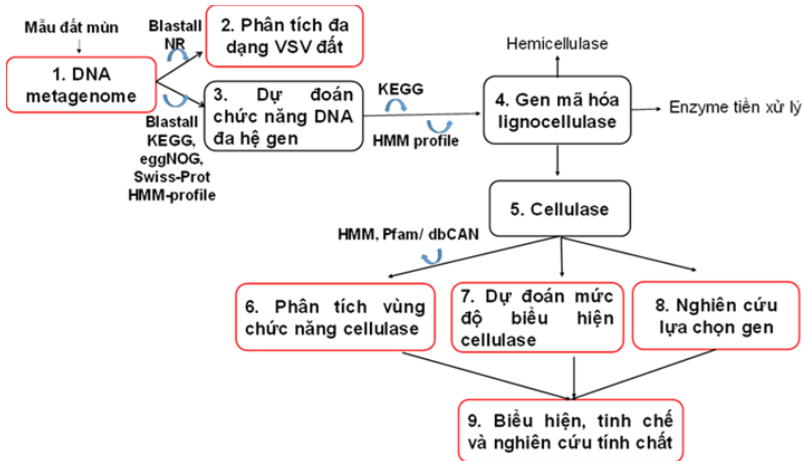 Mẫu đất mùn
1. DNA
metagenome
Blastall
NR
2. Phân tích đa
dạng VSV đất
Blastall
KEGG,
eggNOG,
Swiss-Prot
HMM-profile
3. Dự đoán
chức năng DNA
đa hệ gen
KEGG
HMM profile
Hemicellulase
4. Gen mã hóa
lignocellulase
Enzyme tiền xử lý
5. Cellulase
HMM, Pfam/ dbCAN
6. Phân tích vùng
chức năng cellulase
7. Dự đoán mức
độ biểu hiện
cellulase
8. Nghiên cứu
lựa chọn gen
9. Biểu hiện, tinh chế
và nghiên cứu tính chất